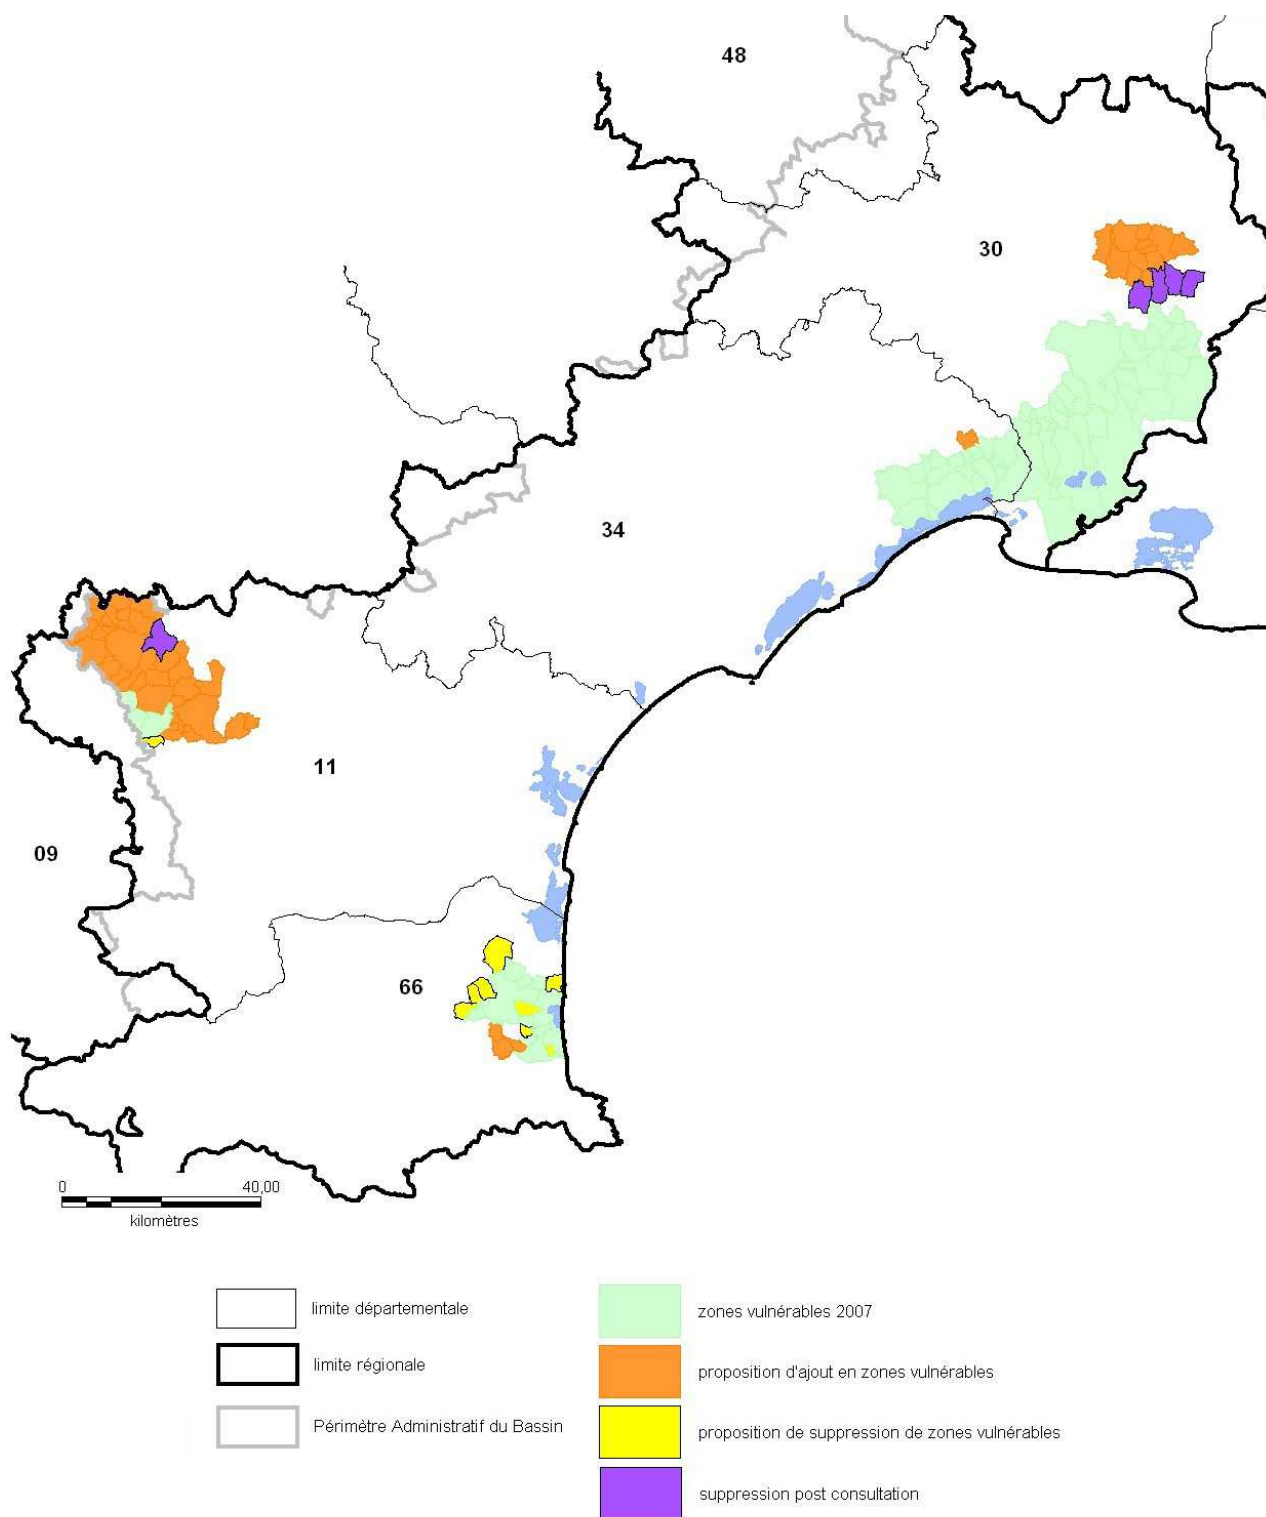 48
30
34
11
09
66
0 40,00
kilomètres
limite départementale
limite régionale
Périmètre Administratif du Bassin
zones vulnérables 2007
proposition d'ajout en zones vulnérables
proposition de suppression de zones vulnérables
suppression post consultation